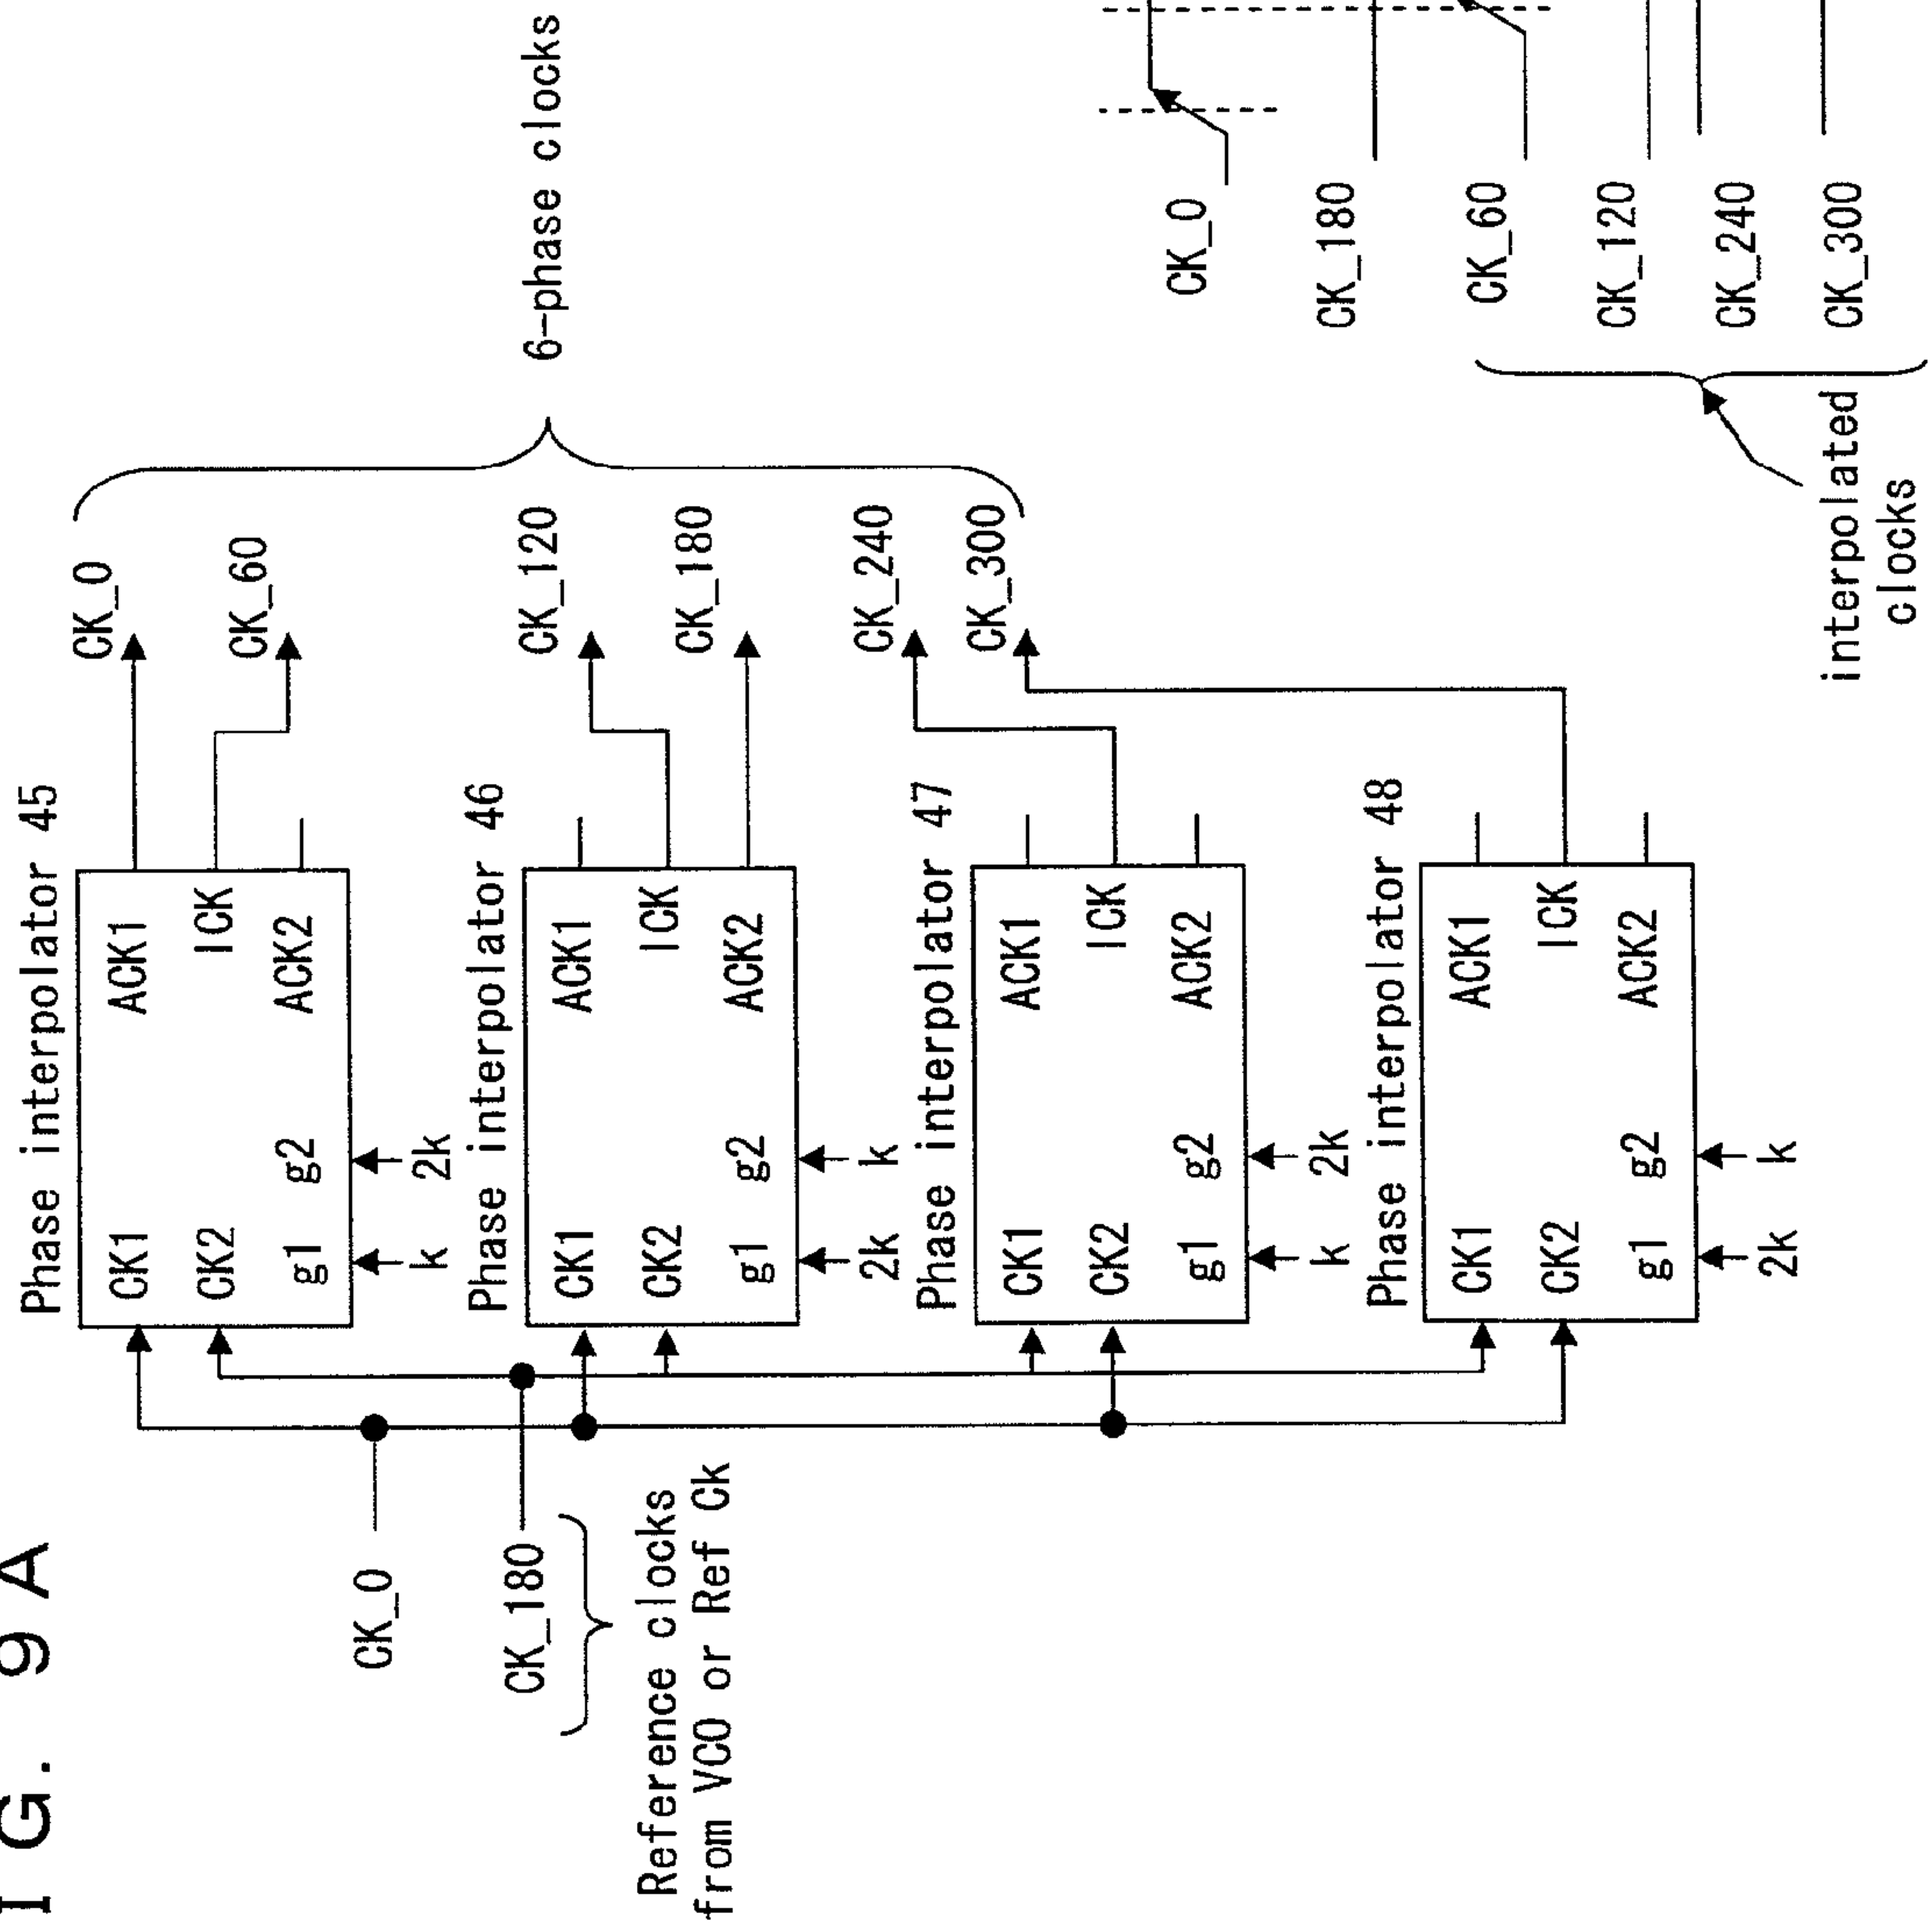 I G. 9 A
CK_0
CK_180
Reference clocks
from VCO or Ref Ck
Phase interpolator 45
CK1
CK2
g1
g2
ACK1
ICK
ACK2
k
2k
Phase interpolator 46
CK1
CK2
g1
g2
ACK1
ICK
ACK2
2k
k
Phase interpolator 47
CK1
CK2
g1
g2
ACK1
ICK
ACK2
k
2k
Phase interpolator 48
CK1
CK2
g1
g2
ACK1
ICK
ACK2
2k
k
CK_0
CK_60
CK_120
CK_180
CK_240
CK_300
6-phase clocks
CK_0
CK_180
CK_60
CK_120
CK_240
CK_300
interpolated
clocks